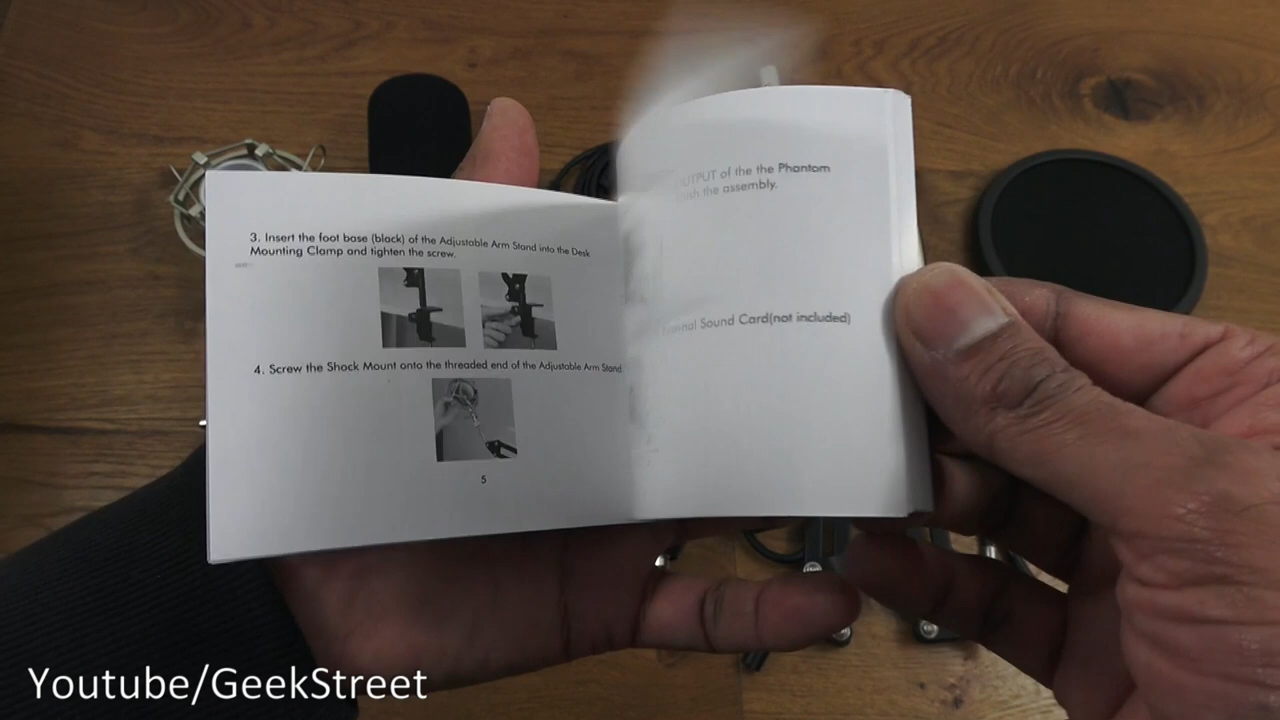 3. Insert the foot base (black) of the Adjustable Arm Stand into the Desk
Mounting Clamp and tighten the screw.
4. Screw the Shock Mount onto the threaded end of the Adjustable Arm Stand
5
of the the Phantom
the assembly.
Sound Card(not included)
Youtube/GeekStreet